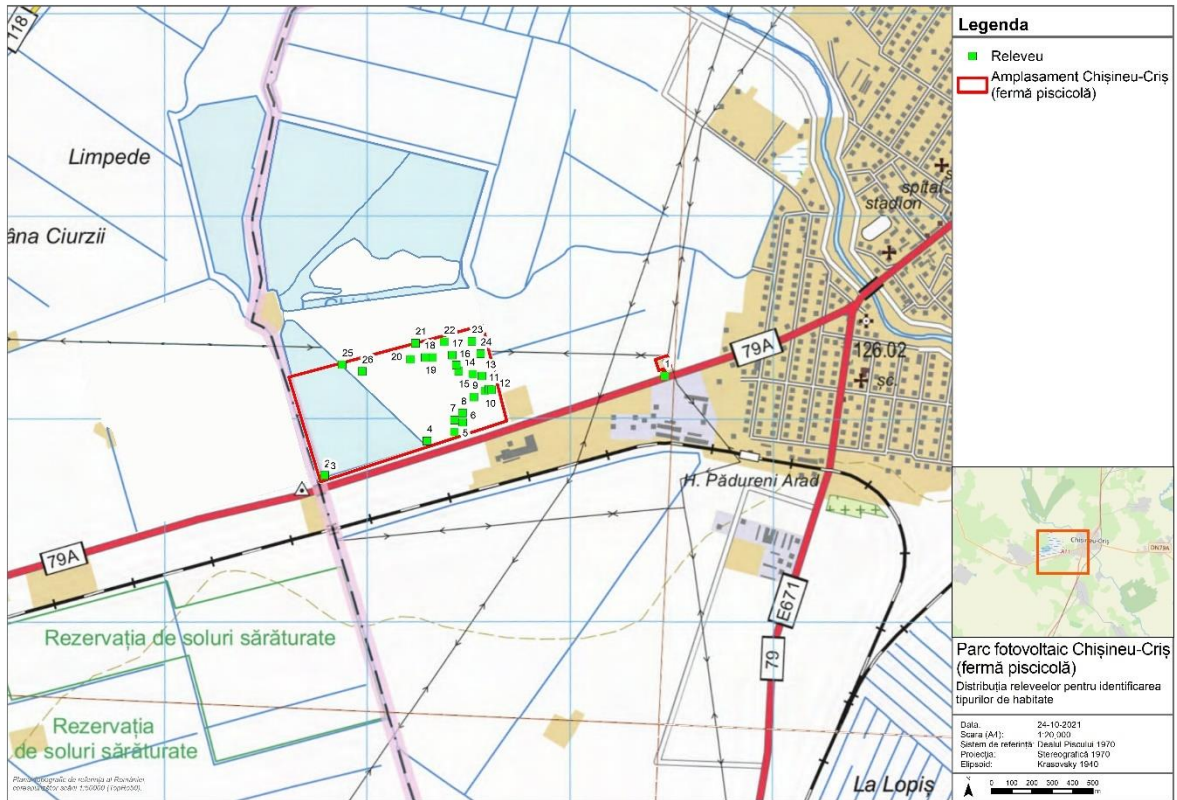 118
Limpede
âna Ciurzii
spital
stadion
79A
126.02
sc.
H. Pădureni Arad
79A
E671
79
Rezervația de soluri sărăturate
Rezervația
de soluri sărăturate
La Lopiș
1
2 3
4
5
6
7
8
9
10
11
12
13
14
15
16
17
18
19
20
21
22
23
24
25
26
Legenda
Releveu
Amplasament Chișineu-Criș
(fermă piscicolă)
Chișineu-Criș
DN79A
Parc fotovoltaic Chișineu-Criș
(fermă piscicolă)
Distribuția releveelor pentru identificarea
tipurilor de habitate
Data: 24-10-2021
Scara (A4): 1:20,000
Sistem de referință: Dealul Piscului 1970
Proiecția: Stereografică 1970
Elipsoid: Krasovsky 1940
N
0 100 200 300 400 500
m